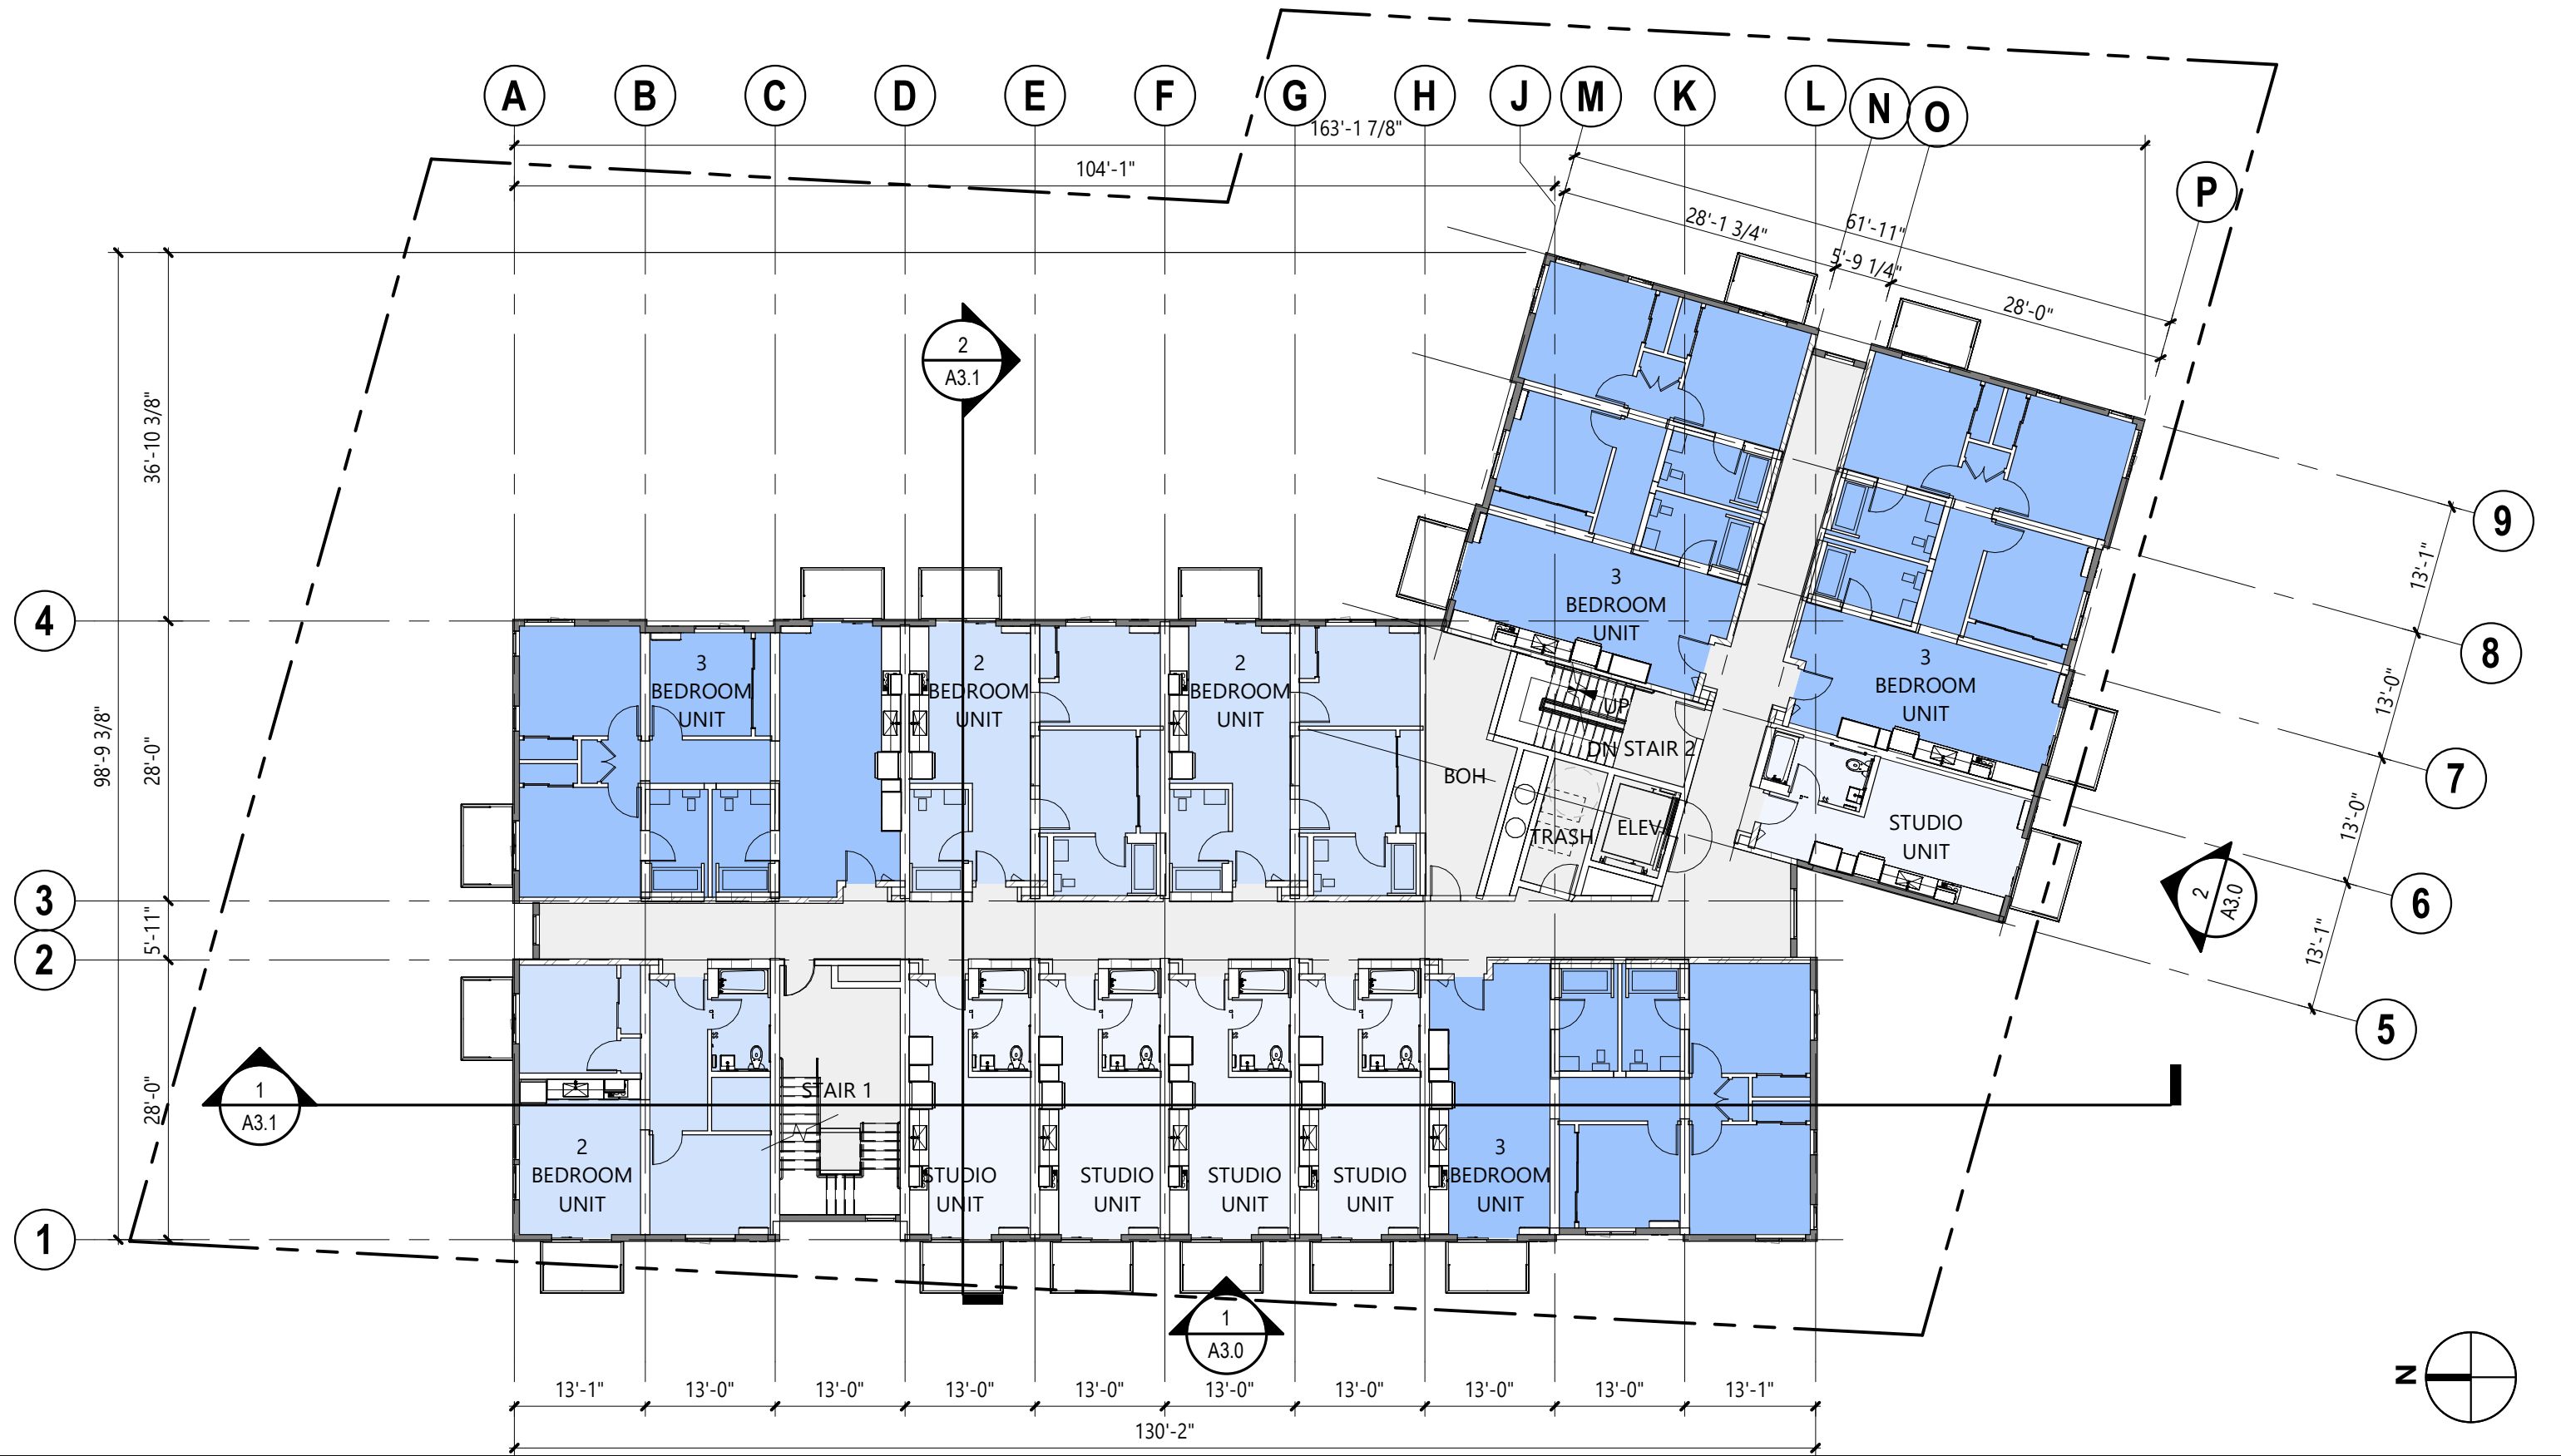 A B C D E F G H J M K L N O P
163'-1 7/8"
104'-1"
61'-11"
28'-1 3/4"
5'-9 1/4"
28'-0"
36'-10 3/8"
98'-9 3/8"
28'-0"
5'-11"
28'-0"
4
3
2
1
9
8
7
6
5
13'-1"
13'-0"
13'-0"
13'-1"
2
A3.1
3
BEDROOM
UNIT
2
BEDROOM
UNIT
2
BEDROOM
UNIT
3
BEDROOM
UNIT
3
BEDROOM
UNIT
UP
DN STAIR 2
BOH
TRASH
ELEV
STUDIO
UNIT
2
A3.0
1
A3.1
STAIR 1
2
BEDROOM
UNIT
STUDIO
UNIT
STUDIO
UNIT
STUDIO
UNIT
STUDIO
UNIT
3
BEDROOM
UNIT
1
A3.0
N
13'-1" 13'-0" 13'-0" 13'-0" 13'-0" 13'-0" 13'-0" 13'-0" 13'-0" 13'-1"
130'-2"